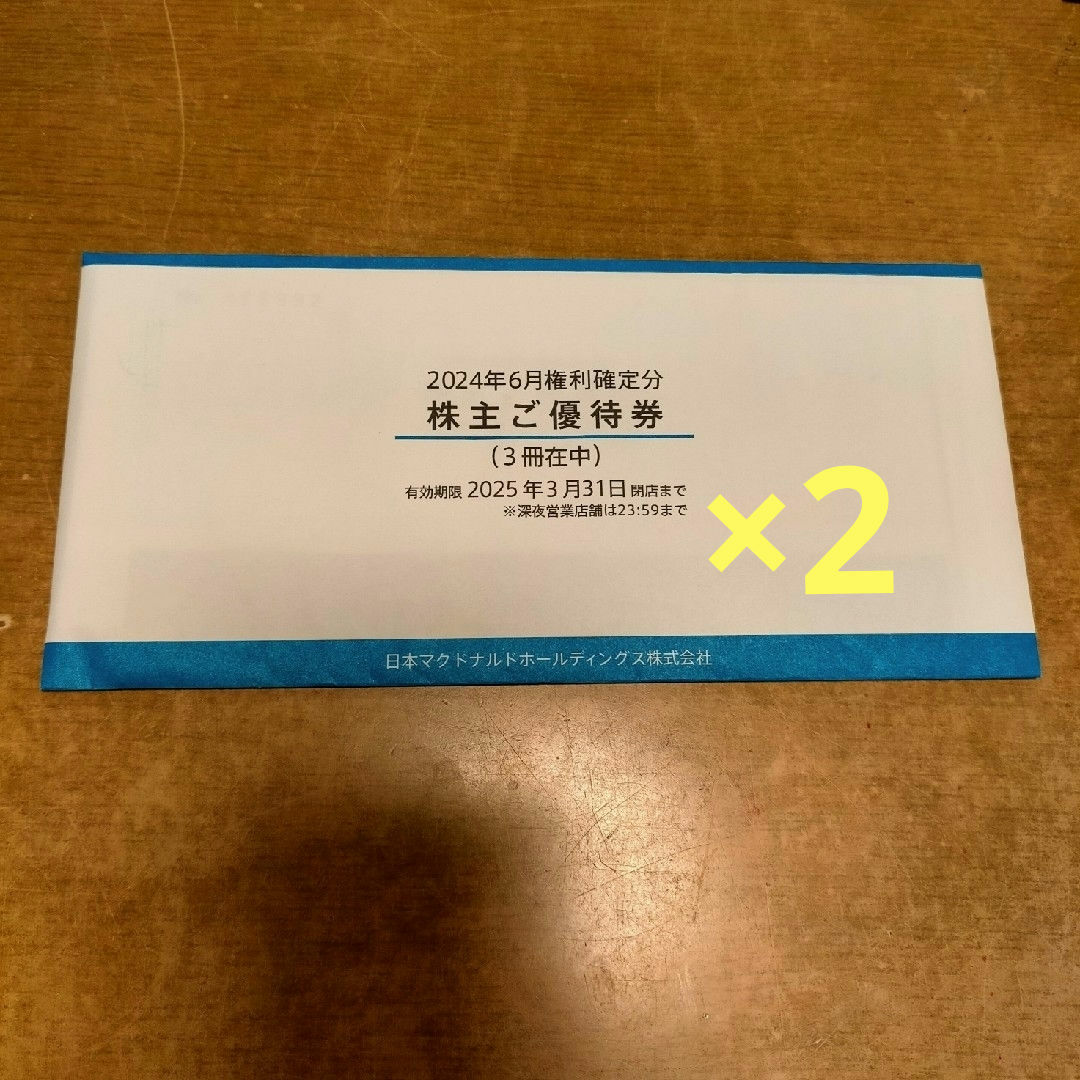 2024年6月権利確定分
株主ご優待券
(3冊在中)
有効期限 2025年3月31日 閉店まで
※深夜営業店舗は23:59まで
×2
日本マクドナルドホールディングス株式会社